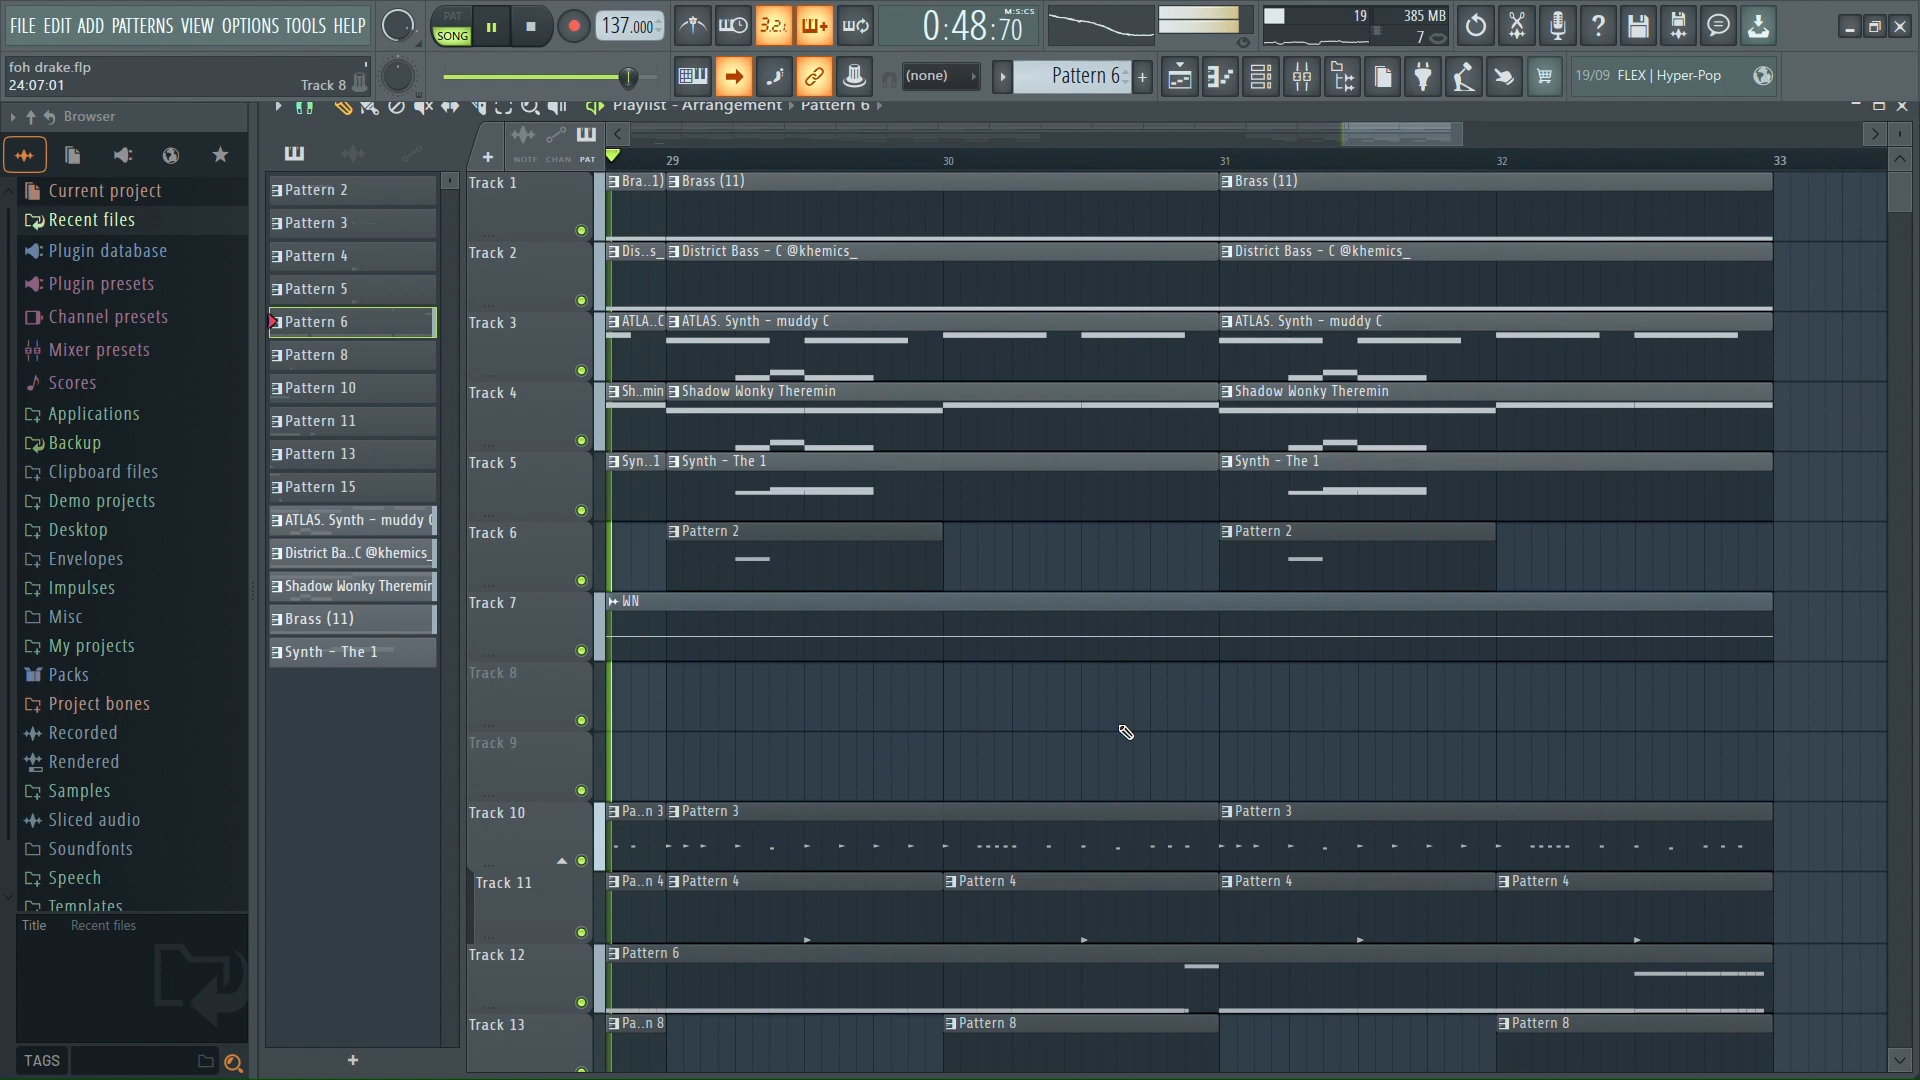 FILE EDIT ADD PATTERNS VIEW OPTIONS TOOLS HELP
PAT
SONG
137.000
3.2.
0:48:70
M:S:CS
19
385 MB
7
foh drake.flp
24:07:01
Track 8
(none)
Pattern 6
19/09 FLEX | Hyper-Pop
Browser
Playlist - Arrangement
Pattern 6
NOTE CHAN PAT
29
30
31
32
33
Current project
Recent files
Plugin database
Plugin presets
Channel presets
Mixer presets
Scores
Applications
Backup
Clipboard files
Demo projects
Desktop
Envelopes
Impulses
Misc
My projects
Packs
Project bones
Recorded
Rendered
Samples
Sliced audio
Soundfonts
Speech
Templates
Title
Recent files
TAGS
Pattern 2
Pattern 3
Pattern 4
Pattern 5
Pattern 6
Pattern 8
Pattern 10
Pattern 11
Pattern 13
Pattern 15
ATLAS. Synth - muddy
District Ba..C @khemics_
Shadow Wonky Theremin
Brass (11)
Synth - The 1
Track 1
Bra..1)
Brass (11)
Brass (11)
Track 2
Dis..s_
District Bass - C @khemics_
District Bass - C @khemics_
Track 3
ATLA..C
ATLAS. Synth - muddy C
ATLAS. Synth - muddy C
Track 4
Sh..min
Shadow Wonky Theremin
Shadow Wonky Theremin
Track 5
Syn..1
Synth - The 1
Synth - The 1
Track 6
Pattern 2
Pattern 2
Track 7
WN
Track 8
Track 9
Track 10
Pa..n 3
Pattern 3
Pattern 3
Track 11
Pa..n 4
Pattern 4
Pattern 4
Pattern 4
Pattern 4
Track 12
Pattern 6
Track 13
Pa..n 8
Pattern 8
Pattern 8